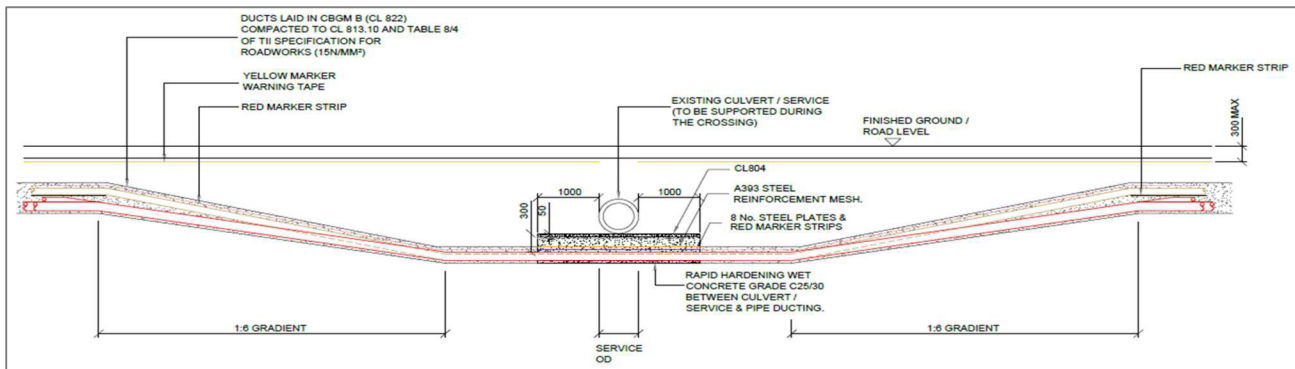 DUCTS LAID IN CBGM B (CL 822)
COMPACTED TO CL 813.10 AND TABLE 8/4
OF TII SPECIFICATION FOR
ROADWORKS (15N/MM²)
YELLOW MARKER
WARNING TAPE
RED MARKER STRIP
EXISTING CULVERT / SERVICE
(TO BE SUPPORTED DURING
THE CROSSING)
FINISHED GROUND /
ROAD LEVEL
RED MARKER STRIP
300 MAX
CL804
1000
1000
A393 STEEL
REINFORCEMENT MESH.
300
50
8 No. STEEL PLATES &
RED MARKER STRIPS
RAPID HARDENING WET
CONCRETE GRADE C25/30
BETWEEN CULVERT /
SERVICE & PIPE DUCTING.
1:6 GRADIENT
1:6 GRADIENT
SERVICE
OD